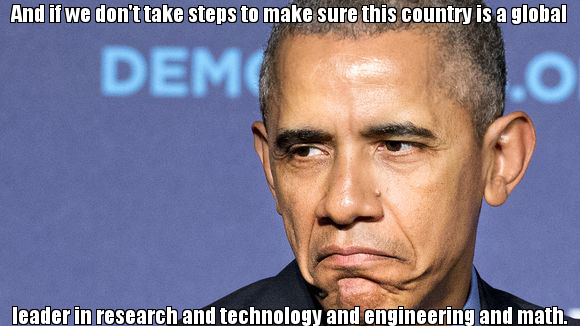 And if we don't take steps to make sure this country is a global
DEMO .O
leader in research and technology and engineering and math.